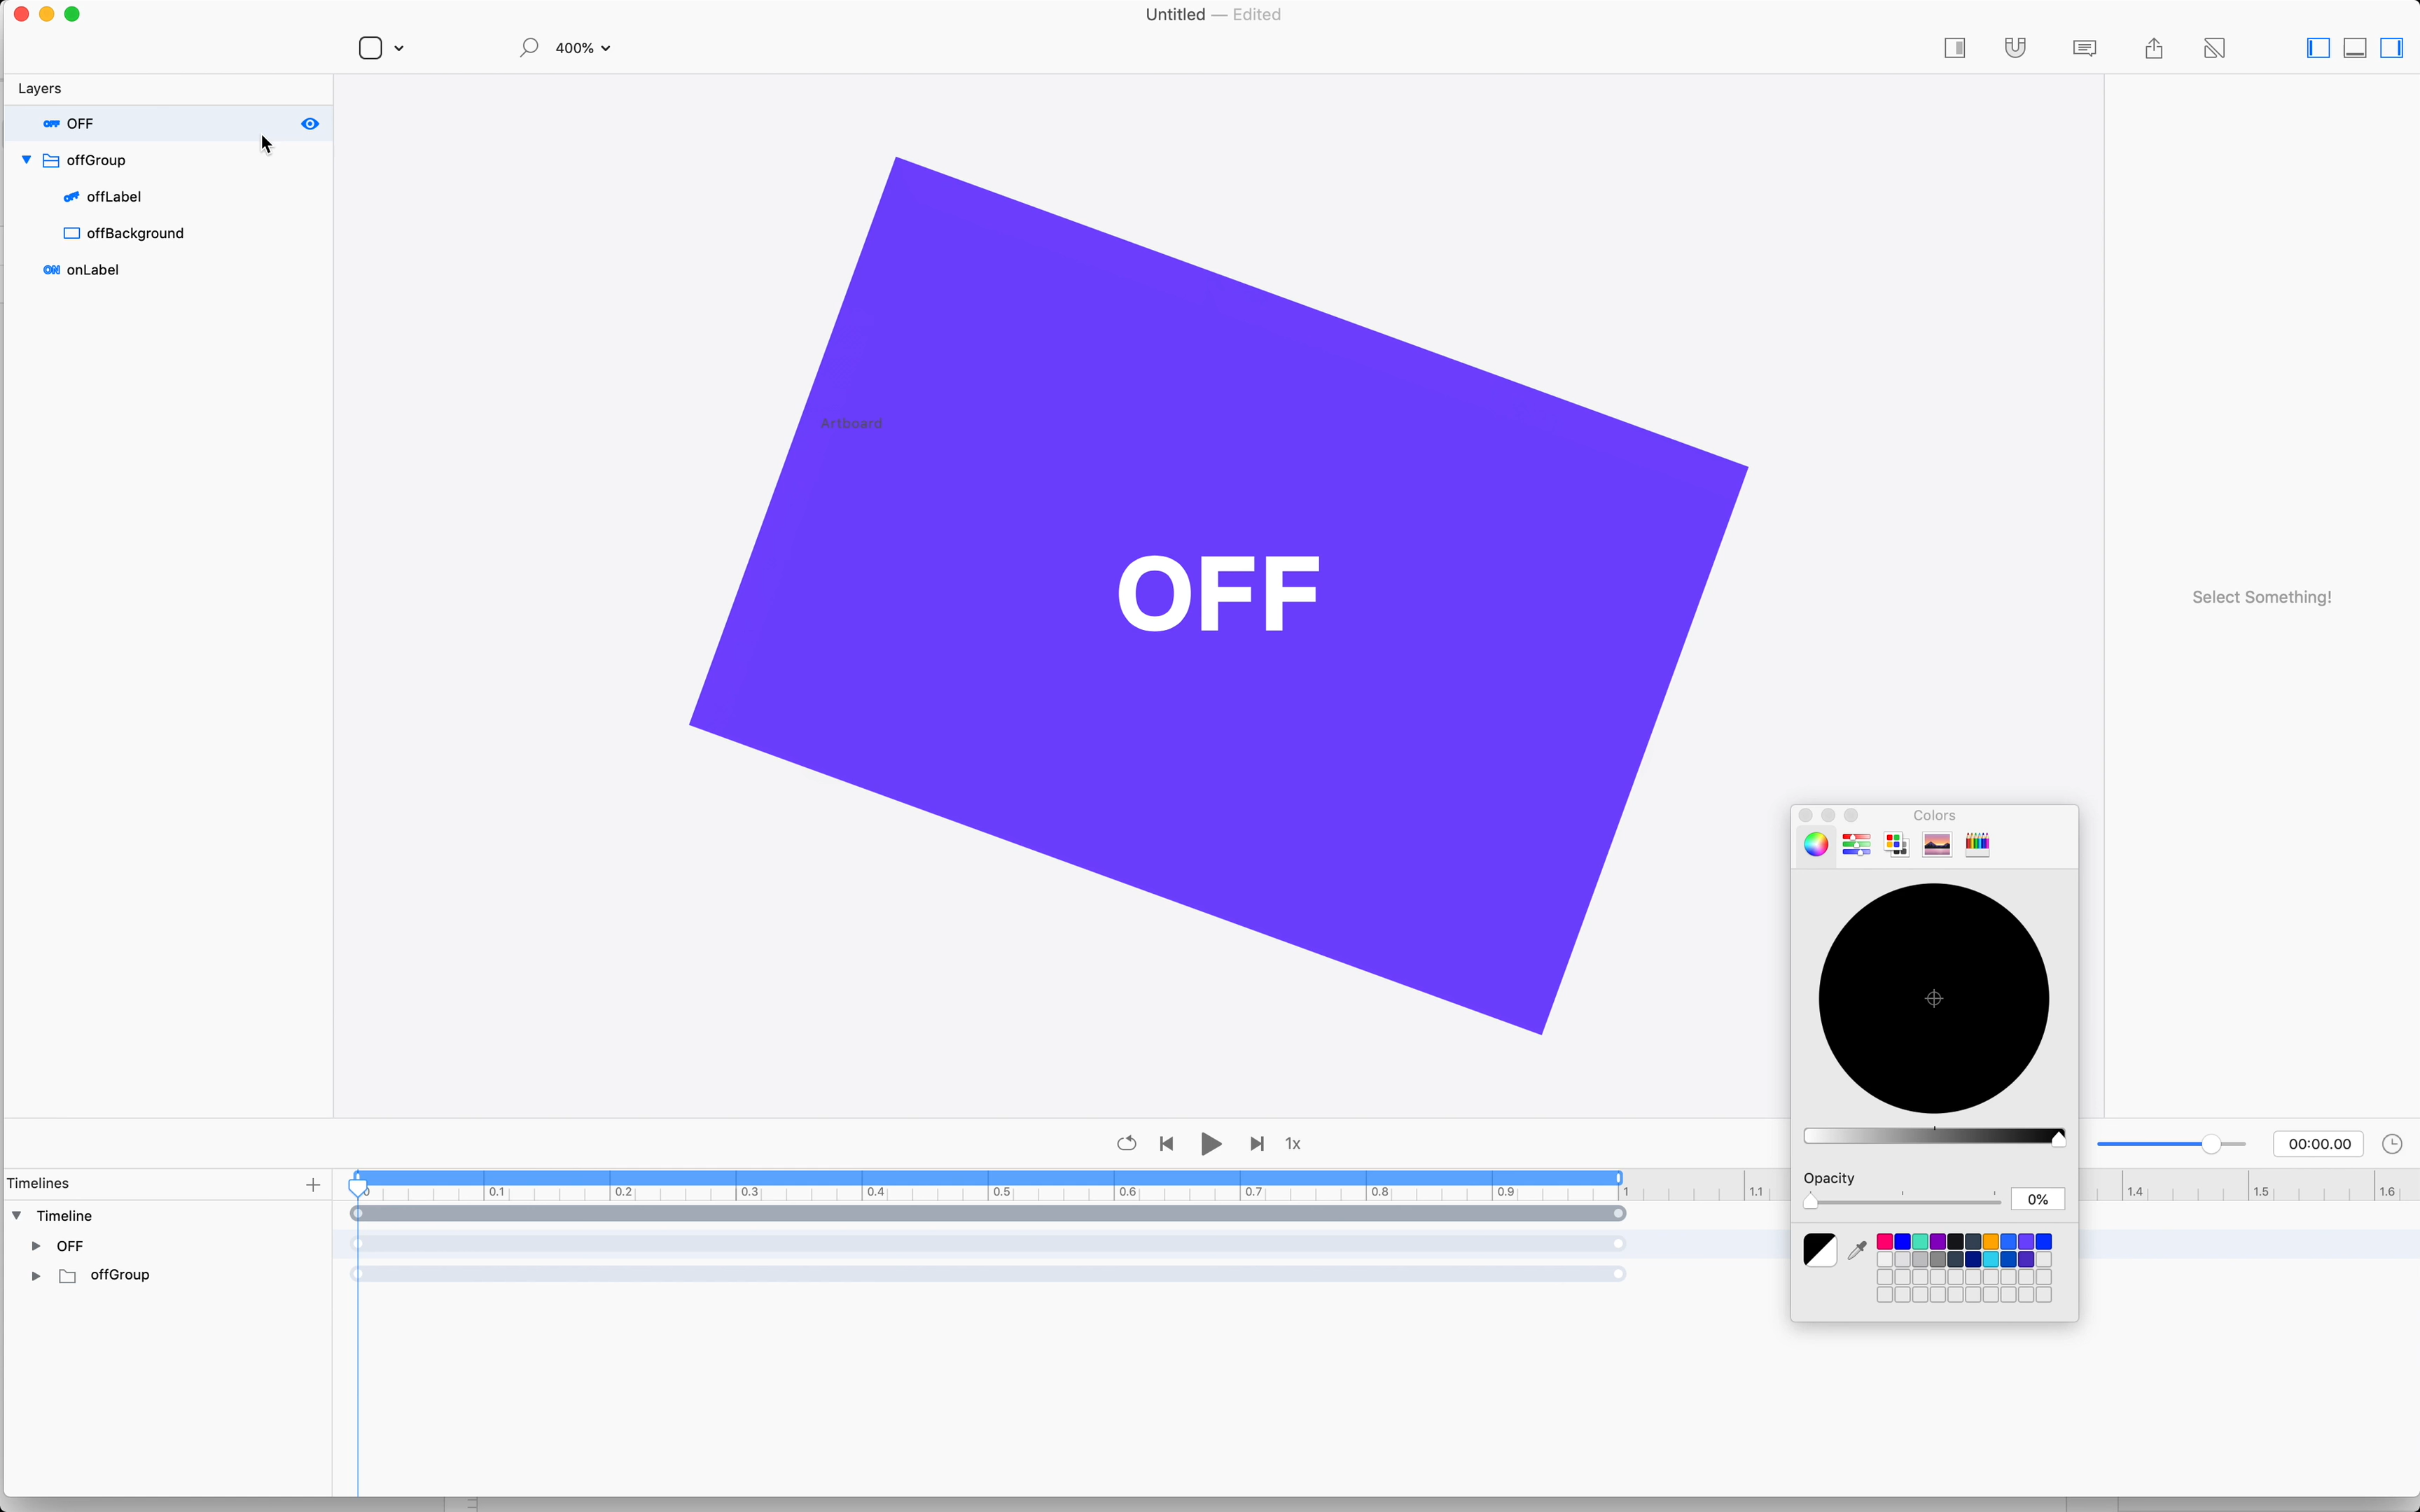 Untitled — Edited
400%
Layers
OFF
offGroup
offLabel
offBackground
onLabel
Artboard
OFF
Select Something!
Colors
Opacity
0%
1x
00:00.00
Timelines
0 0.1 0.2 0.3 0.4 0.5 0.6 0.7 0.8 0.9 1 1.1 1.4 1.5 1.6
Timeline
OFF
offGroup